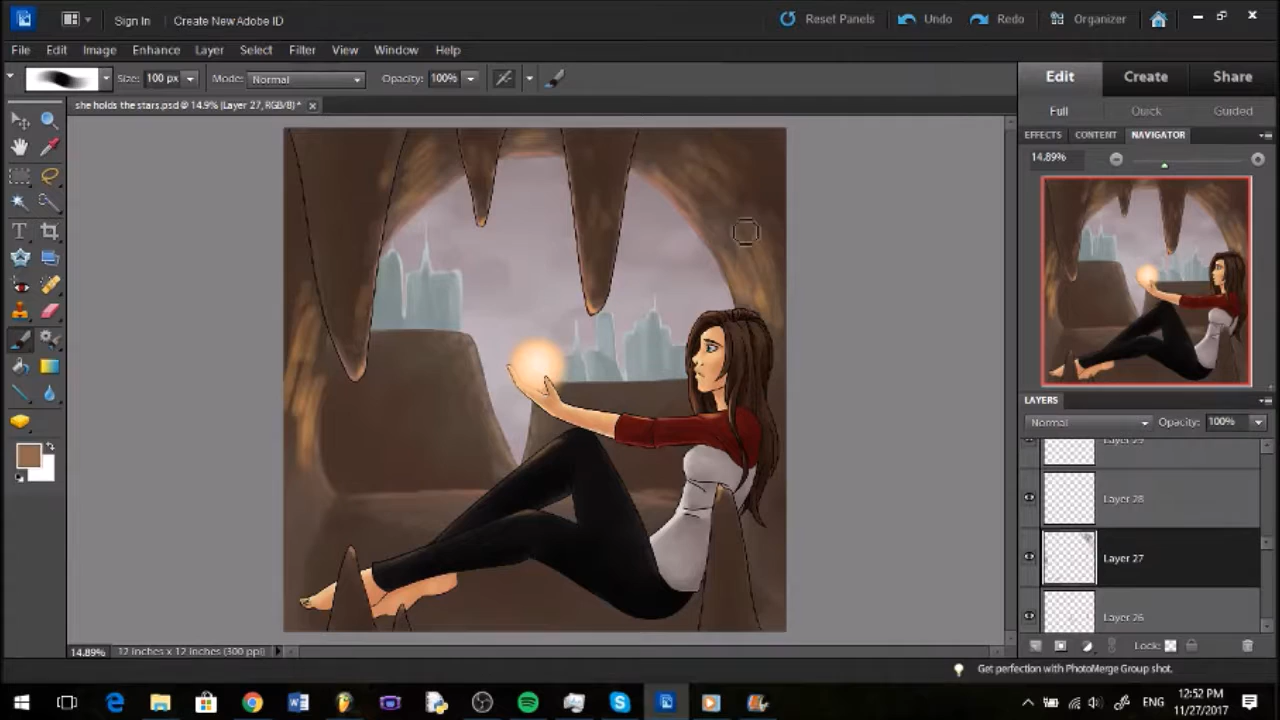 Sign In Create New Adobe ID Reset Panels Undo Redo Organizer
File Edit Image Enhance Layer Select Filter View Window Help
Size: 100 px Mode: Normal Opacity: 100% Edit Create Share
she holds the stars.psd @ 14.9% (Layer 27, RGB/8) * Full Quick Guided
EFFECTS CONTENT NAVIGATOR
14.89%
LAYERS
Normal Opacity: 100%
Layer 29
Layer 28
Layer 27
Layer 26
14.89% 12 inches x 12 inches (300 ppi) Lock:
Get perfection with PhotoMerge Group shot.
ENG 12:52 PM
11/27/2017